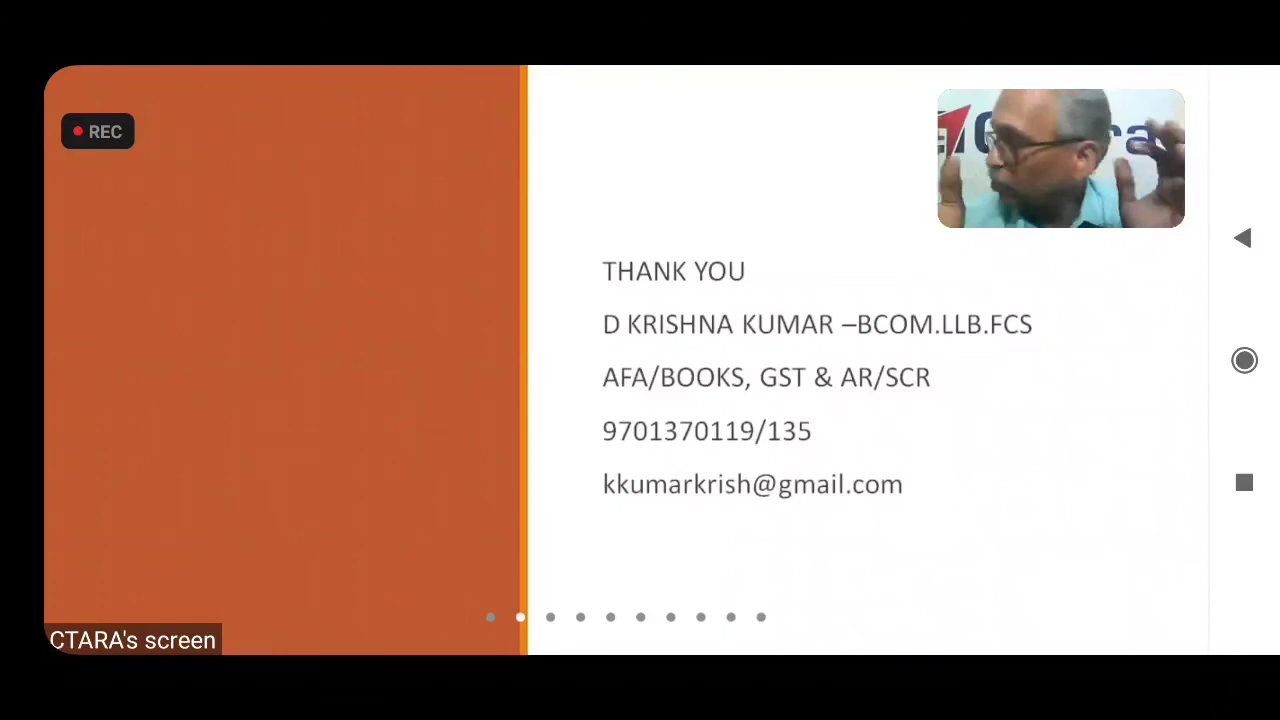 REC
THANK YOU
D KRISHNA KUMAR –BCOM.LLB.FCS
AFA/BOOKS, GST & AR/SCR
9701370119/135
kkumarkrish@gmail.com
CTARA's screen